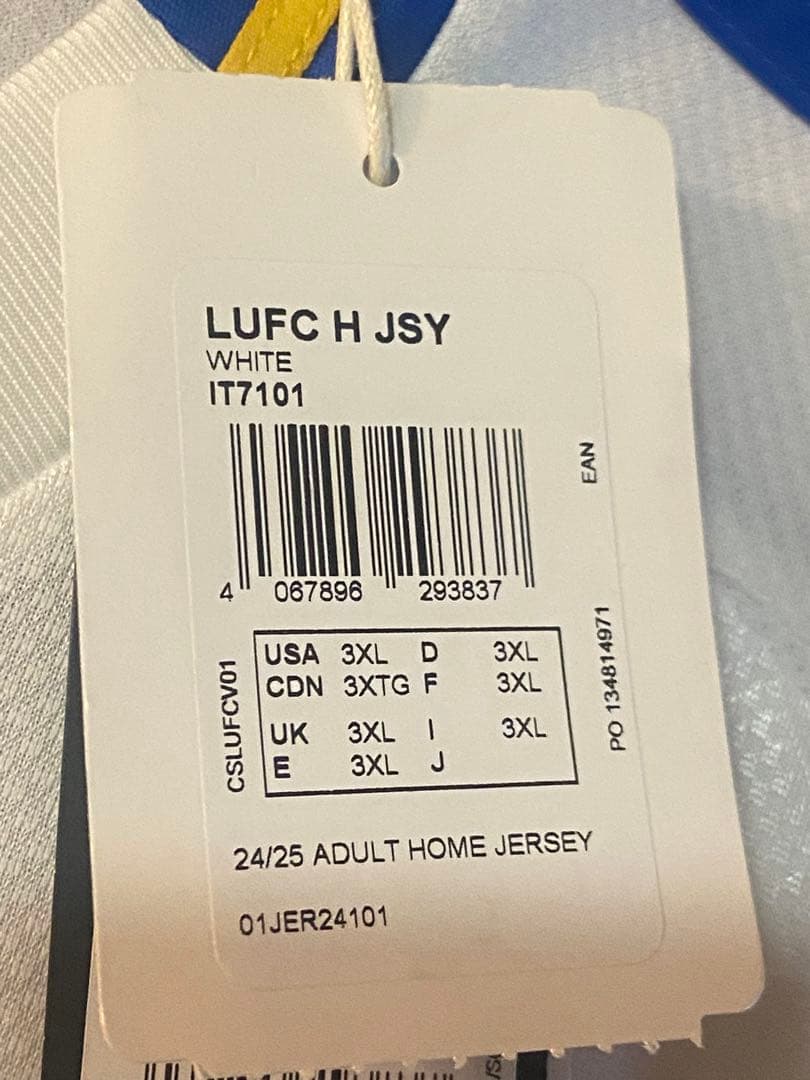 LUFC H JSY
WHITE
IT7101
EAN
4 067896 293837
USA 3XL D 3XL
CDN 3XTG F 3XL
UK 3XL I 3XL
E 3XL J
CSLUFCV01
PO 134814971
24/25 ADULT HOME JERSEY
01JER24101